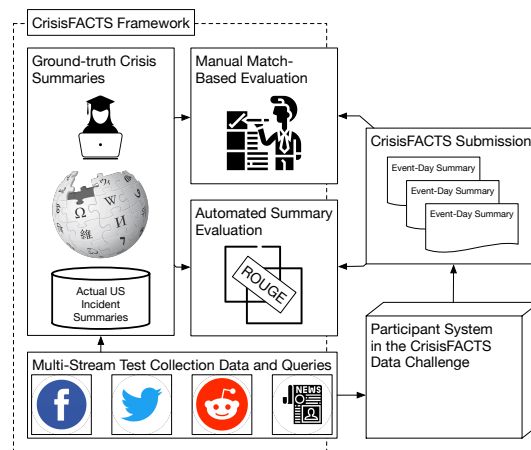 CrisisFACTS Framework
Ground-truth Crisis
Summaries
Manual Match-
Based Evaluation
CrisisFACTS Submission
Event-Day Summary
Event-Day Summary
Event-Day Summary
Ω
W
И
維
7
Automated Summary
Evaluation
ROUGE
Actual US
Incident
Summaries
Participant System
in the CrisisFACTS
Data Challenge
Multi-Stream Test Collection Data and Queries
f
NEWS